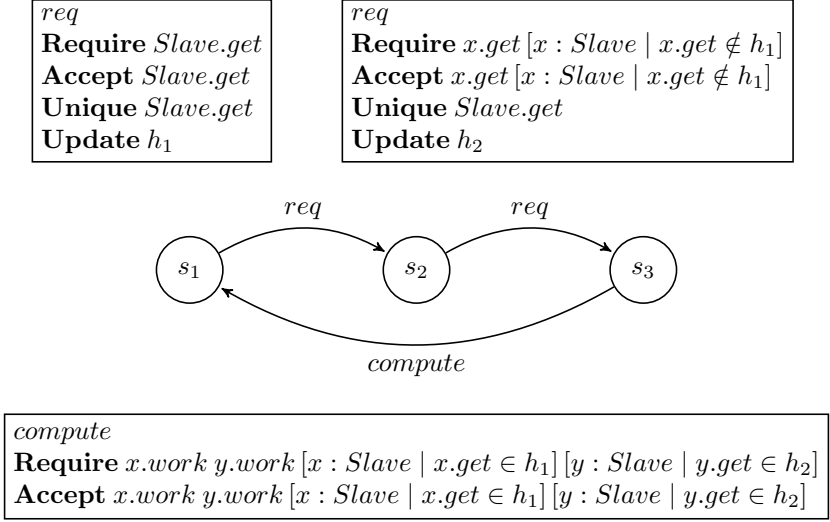 req
Require Slave.get
Accept Slave.get
Unique Slave.get
Update h₁
req
Require x.get [x : Slave | x.get ∉ h₁]
Accept x.get [x : Slave | x.get ∉ h₁]
Unique Slave.get
Update h₂
req
req
s₁
s₂
s₃
compute
compute
Require x.work y.work [x : Slave | x.get ∈ h₁] [y : Slave | y.get ∈ h₂]
Accept x.work y.work [x : Slave | x.get ∈ h₁] [y : Slave | y.get ∈ h₂]